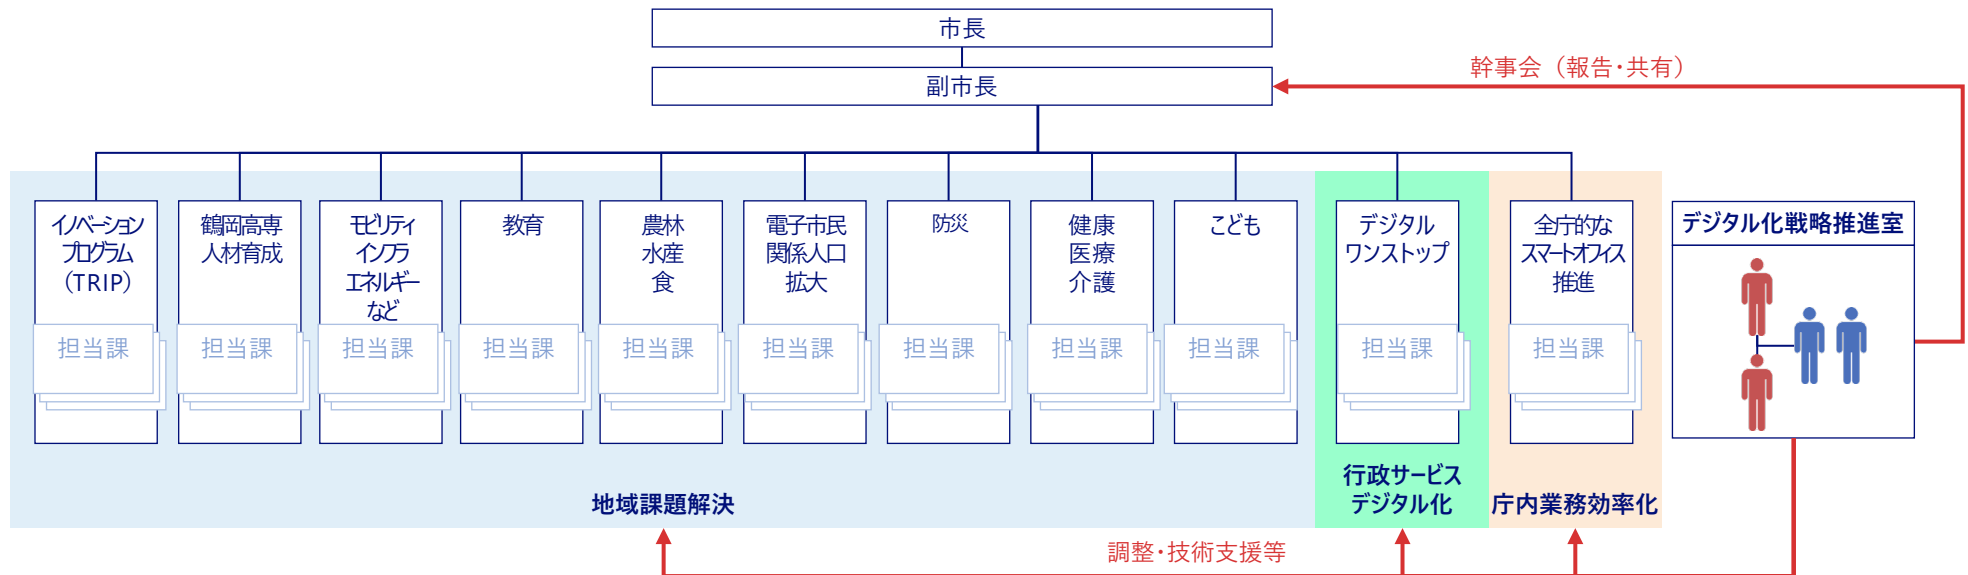 市長
副市長
幹事会（報告・共有）
イノベーション
プログラム
（TRIP）
鶴岡高専
人材育成
モビリティ
インフラ
エネルギー
など
教育
農林
水産
食
電子市民
関係人口
拡大
防災
健康
医療
介護
こども
デジタル
ワンストップ
全庁的な
スマートオフィス
推進
デジタル化戦略推進室
担当課
担当課
担当課
担当課
担当課
担当課
担当課
担当課
担当課
担当課
担当課
地域課題解決
行政サービス
デジタル化
庁内業務効率化
調整・技術支援等